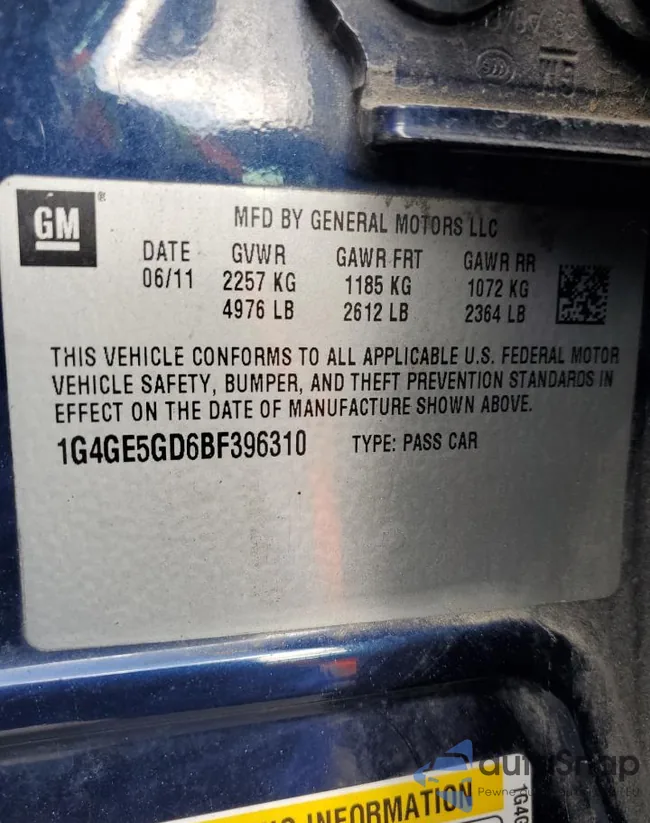 GM®
MFD BY GENERAL MOTORS LLC
DATE GVWR GAWR FRT GAWR RR
06/11 2257 KG 1185 KG 1072 KG
4976 LB 2612 LB 2364 LB
THIS VEHICLE CONFORMS TO ALL APPLICABLE U.S. FEDERAL MOTOR
VEHICLE SAFETY, BUMPER, AND THEFT PREVENTION STANDARDS IN
EFFECT ON THE DATE OF MANUFACTURE SHOWN ABOVE.
1G4GE5GD6BF396310 TYPE: PASS CAR
autoSnap
INFORMATION